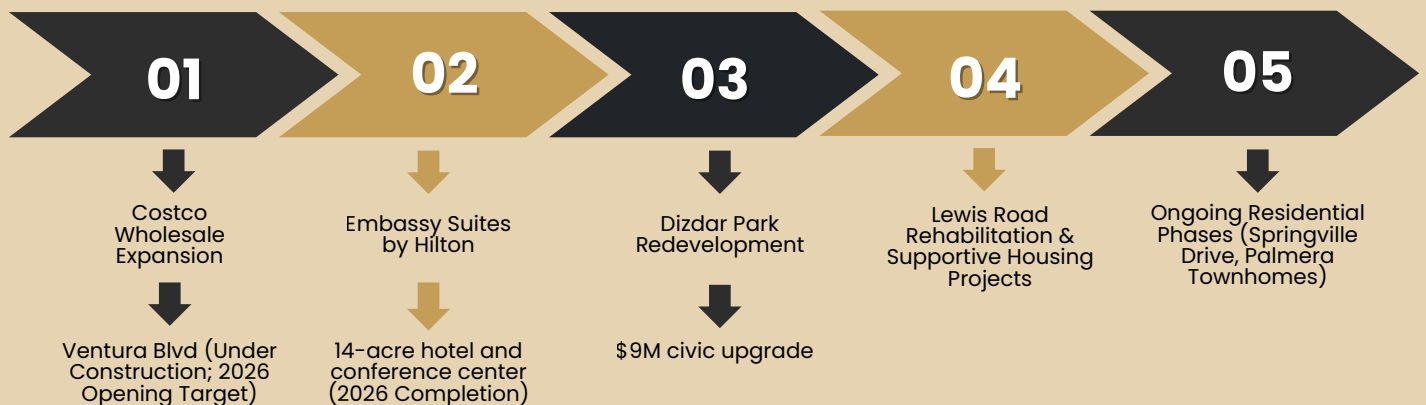 01
02
03
04
05
Costco
Wholesale
Expansion
Embassy Suites
by Hilton
Dizdar Park
Redevelopment
Lewis Road
Rehabilitation &
Supportive Housing
Projects
Ongoing Residential
Phases (Springville
Drive, Palmera
Townhomes)
Ventura Blvd (Under
Construction; 2026
Opening Target)
14-acre hotel and
conference center
(2026 Completion)
$9M civic upgrade